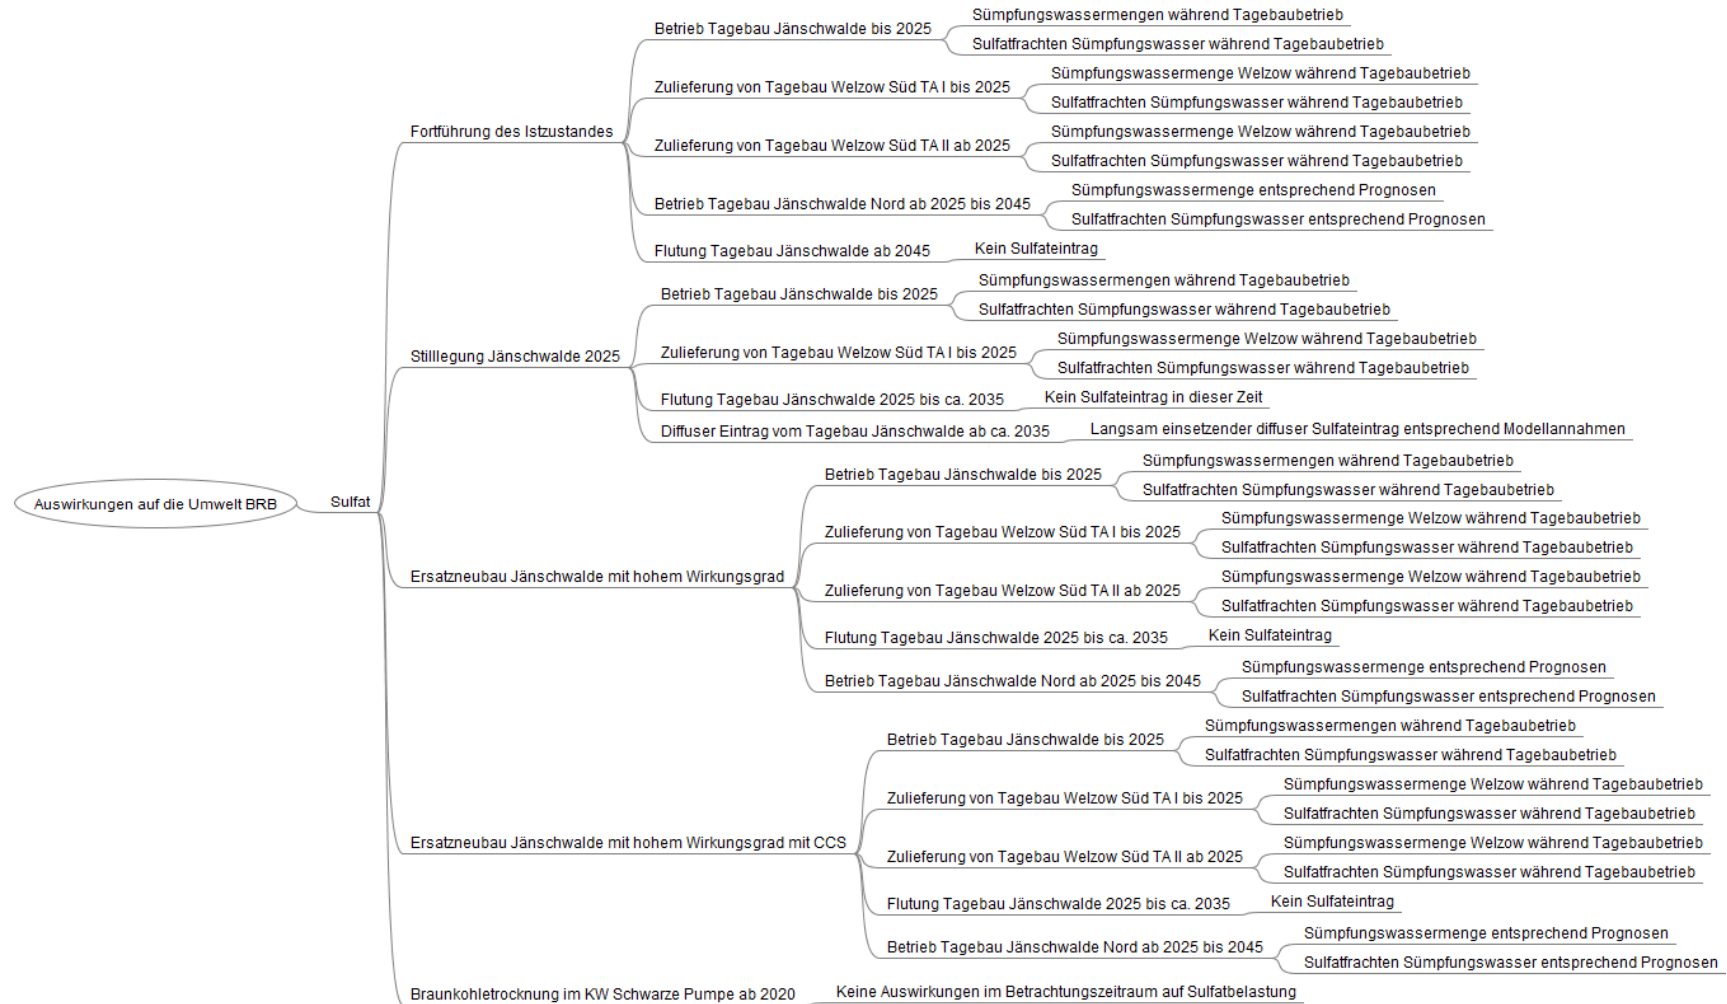 Auswirkungen auf die Umwelt BRB
Sulfat
Fortführung des Istzustandes
Betrieb Tagebau Jänschwalde bis 2025
Sümpfungswassermengen während Tagebaubetrieb
Sulfatfrachten Sümpfungswasser während Tagebaubetrieb
Zulieferung von Tagebau Welzow Süd TA I bis 2025
Sümpfungswassermenge Welzow während Tagebaubetrieb
Sulfatfrachten Sümpfungswasser während Tagebaubetrieb
Zulieferung von Tagebau Welzow Süd TA II ab 2025
Sümpfungswassermenge Welzow während Tagebaubetrieb
Sulfatfrachten Sümpfungswasser während Tagebaubetrieb
Betrieb Tagebau Jänschwalde Nord ab 2025 bis 2045
Sümpfungswassermenge entsprechend Prognosen
Sulfatfrachten Sümpfungswasser entsprechend Prognosen
Flutung Tagebau Jänschwalde ab 2045
Kein Sulfateintrag
Stilllegung Jänschwalde 2025
Betrieb Tagebau Jänschwalde bis 2025
Sümpfungswassermengen während Tagebaubetrieb
Sulfatfrachten Sümpfungswasser während Tagebaubetrieb
Zulieferung von Tagebau Welzow Süd TA I bis 2025
Sümpfungswassermenge Welzow während Tagebaubetrieb
Sulfatfrachten Sümpfungswasser während Tagebaubetrieb
Flutung Tagebau Jänschwalde 2025 bis ca. 2035
Kein Sulfateintrag in dieser Zeit
Diffuser Eintrag vom Tagebau Jänschwalde ab ca. 2035
Langsam einsetzender diffuser Sulfateintrag entsprechend Modellannahmen
Ersatzneubau Jänschwalde mit hohem Wirkungsgrad
Betrieb Tagebau Jänschwalde bis 2025
Sümpfungswassermengen während Tagebaubetrieb
Sulfatfrachten Sümpfungswasser während Tagebaubetrieb
Zulieferung von Tagebau Welzow Süd TA I bis 2025
Sümpfungswassermenge Welzow während Tagebaubetrieb
Sulfatfrachten Sümpfungswasser während Tagebaubetrieb
Zulieferung von Tagebau Welzow Süd TA II ab 2025
Sümpfungswassermenge Welzow während Tagebaubetrieb
Sulfatfrachten Sümpfungswasser während Tagebaubetrieb
Flutung Tagebau Jänschwalde 2025 bis ca. 2035
Kein Sulfateintrag
Betrieb Tagebau Jänschwalde Nord ab 2025 bis 2045
Sümpfungswassermenge entsprechend Prognosen
Sulfatfrachten Sümpfungswasser entsprechend Prognosen
Ersatzneubau Jänschwalde mit hohem Wirkungsgrad mit CCS
Betrieb Tagebau Jänschwalde bis 2025
Sümpfungswassermengen während Tagebaubetrieb
Sulfatfrachten Sümpfungswasser während Tagebaubetrieb
Zulieferung von Tagebau Welzow Süd TA I bis 2025
Sümpfungswassermenge Welzow während Tagebaubetrieb
Sulfatfrachten Sümpfungswasser während Tagebaubetrieb
Zulieferung von Tagebau Welzow Süd TA II ab 2025
Sümpfungswassermenge Welzow während Tagebaubetrieb
Sulfatfrachten Sümpfungswasser während Tagebaubetrieb
Flutung Tagebau Jänschwalde 2025 bis ca. 2035
Kein Sulfateintrag
Betrieb Tagebau Jänschwalde Nord ab 2025 bis 2045
Sümpfungswassermenge entsprechend Prognosen
Sulfatfrachten Sümpfungswasser entsprechend Prognosen
Braunkohletrocknung im KW Schwarze Pumpe ab 2020
Keine Auswirkungen im Betrachtungszeitraum auf Sulfatbelastung